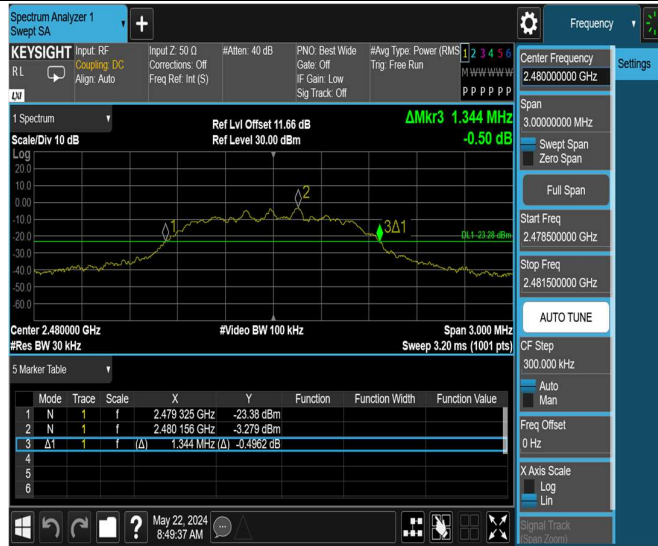 Spectrum Analyzer 1
Swept SA
+
Frequency
KEYSIGHT
RL
LXI
Input: RF
Coupling: DC
Align: Auto
Input Z: 50 Ω
Corrections: Off
Freq Ref: Int (S)
#Atten: 40 dB
PNO: Best Wide
Gate: Off
IF Gain: Low
Sig Track: Off
#Avg Type: Power (RMS
Trig: Free Run
1 2 3 4 5 6
M W W W W W
P P P P P P
1 Spectrum
Scale/Div 10 dB
Ref Lvl Offset 11.66 dB
Ref Level 30.00 dBm
ΔMkr3 1.344 MHz
-0.50 dB
Log
20.0
10.0
0.00
-10.0
-20.0
-30.0
-40.0
-50.0
-60.0
1
2
3Δ1
DL1 -23.28 dBm
Center 2.480000 GHz
#Res BW 30 kHz
#Video BW 100 kHz
Span 3.000 MHz
Sweep 3.20 ms (1001 pts)
5 Marker Table
Mode Trace Scale X Y Function Function Width Function Value
1 N 1 f 2.479 325 GHz -23.38 dBm
2 N 1 f 2.480 156 GHz -3.279 dBm
3 Δ1 1 f (Δ) 1.344 MHz (Δ) -0.4962 dB
4
5
6
May 22, 2024
8:49:37 AM
?
Center Frequency
2.480000000 GHz
Settings
Span
3.00000000 MHz
Swept Span
Zero Span
Full Span
Start Freq
2.478500000 GHz
Stop Freq
2.481500000 GHz
AUTO TUNE
CF Step
300.000 kHz
Auto
Man
Freq Offset
0 Hz
X Axis Scale
Log
Lin
Signal Track
(Span Zoom)